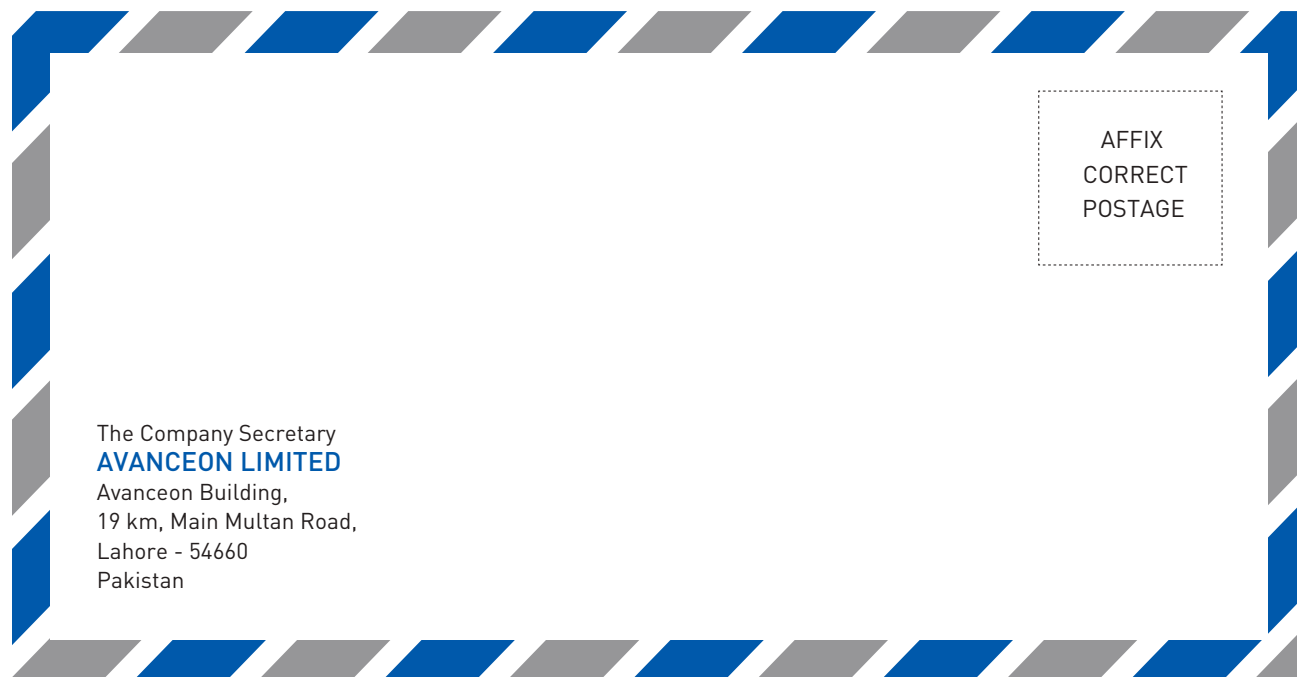 AFFIX
CORRECT
POSTAGE
The Company Secretary
AVANCEON LIMITED
Avanceon Building,
19 km, Main Multan Road,
Lahore - 54660
Pakistan